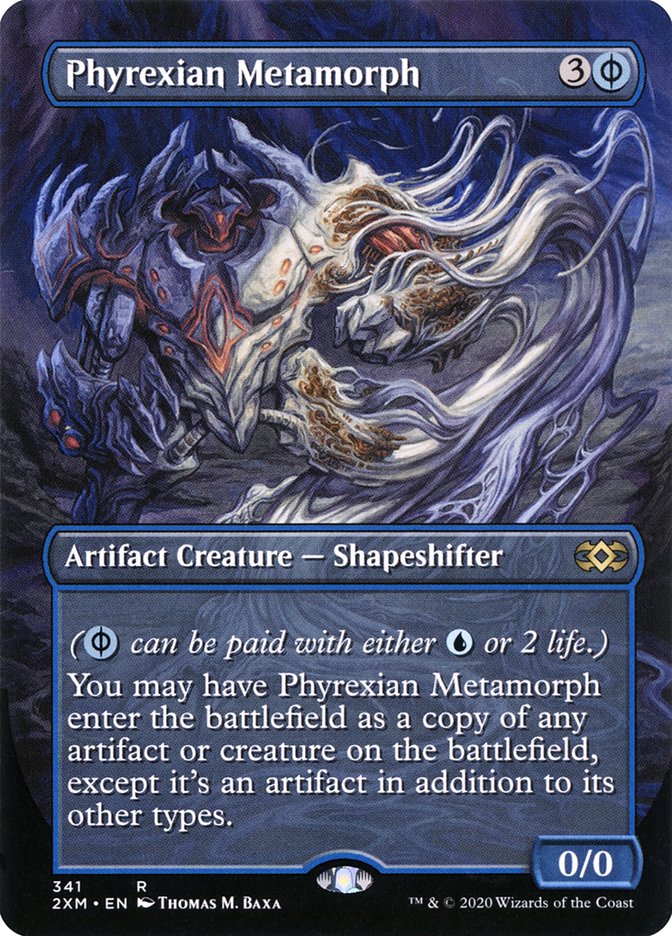 Phyrexian Metamorph 3
Artifact Creature — Shapeshifter
( can be paid with either or 2 life.)
You may have Phyrexian Metamorph
enter the battlefield as a copy of any
artifact or creature on the battlefield,
except it's an artifact in addition to its
other types.
0/0
341 R
2XM • EN Thomas M. Baxa
™ & © 2020 Wizards of the Coast